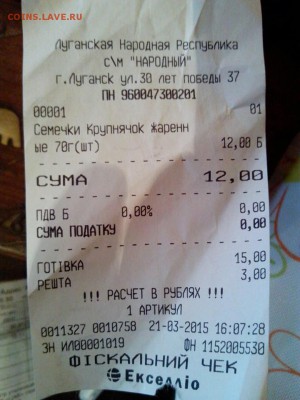 COINS.LAVE.RU
Луганская Народная Республика
с\м "НАРОДНЫЙ"
г.Луганск ул.30 лет победы 37
ПН 960047300201
00001 01
Семечки Крупнячок жаренн
ые 70г(шт) 12,00 Б
СУМА 12,00
ПДВ Б 0,00% 0,00
СУМА ПОДАТКУ 0,00
ГОТІВКА 15,00
РЕШТА 3,00
!!! РАСЧЕТ В РУБЛЯХ !!!
1 АРТИКУЛ
0011327 0010758 21-03-2015 16:07:28
ЗН ИЛ00001019 ФН 1152005530
ФІСКАЛЬНИЙ ЧЕК
Екселліо